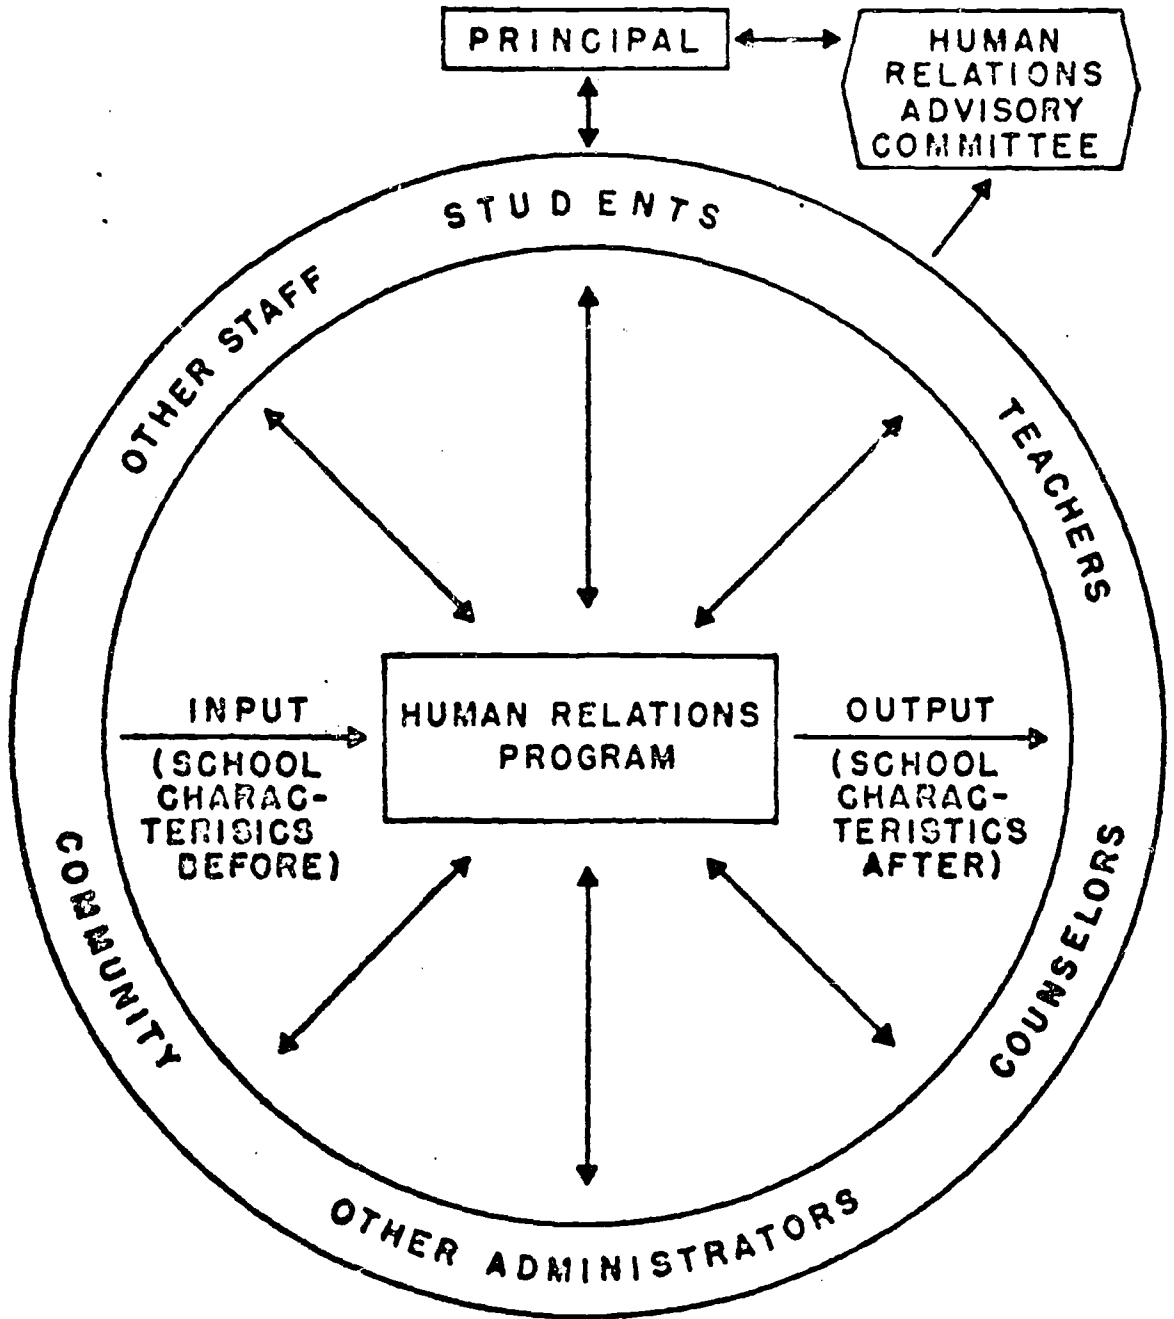 PRINCIPAL
HUMAN
RELATIONS
ADVISORY
COMMITTEE
STUDENTS
OTHER STAFF
TEACHERS
INPUT
(SCHOOL
CHARAC-
TERISICS
BEFORE)
HUMAN RELATIONS
PROGRAM
OUTPUT
(SCHOOL
CHARAC-
TERISTICS
AFTER)
COMMUNITY
COUNSELORS
OTHER ADMINISTRATORS